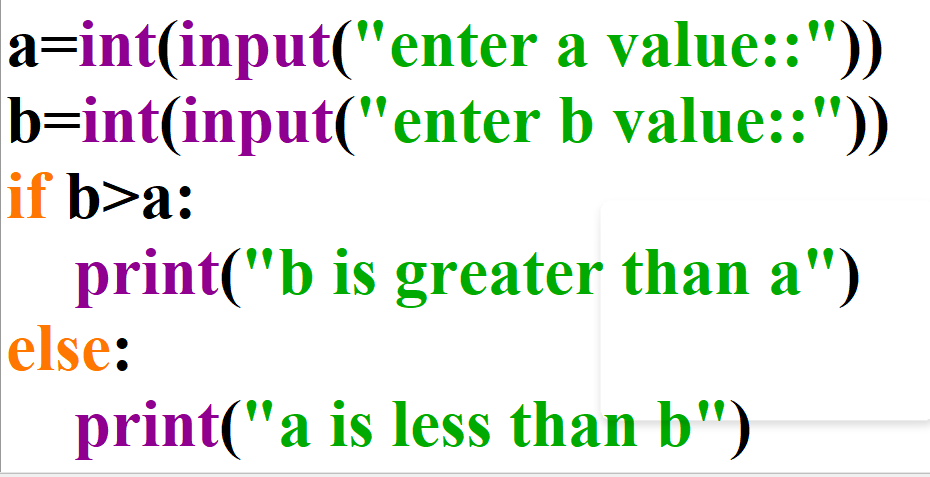 a=int(input("enter a value::"))
b=int(input("enter b value::"))
if b>a:
    print("b is greater than a")
else:
    print("a is less than b")